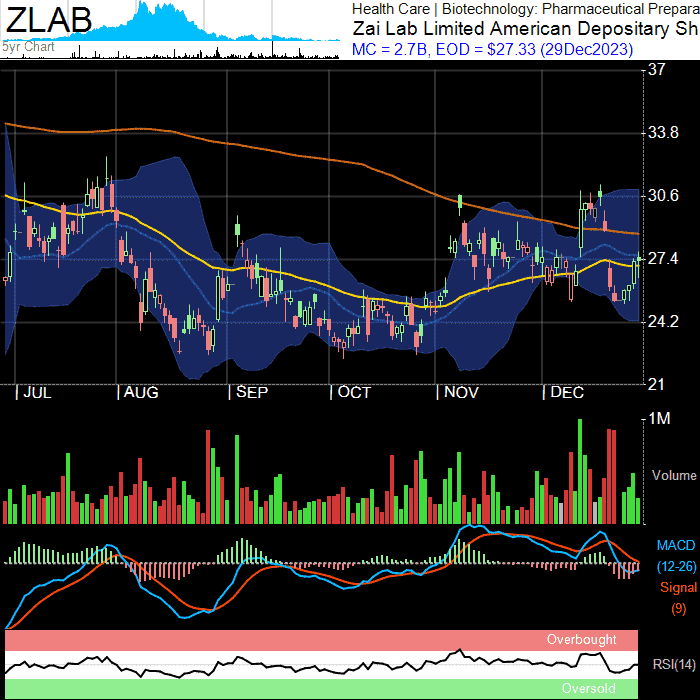 ZLAB
5yr Chart
Health Care | Biotechnology: Pharmaceutical Prepara
Zai Lab Limited American Depositary Sh
MC = 2.7B, EOD = $27.33 (29Dec2023)
37
33.8
30.6
27.4
24.2
21
| JUL | AUG | SEP | OCT | NOV | DEC
1M
Volume
MACD
(12-26)
Signal
(9)
Overbought
RSI(14)
Oversold